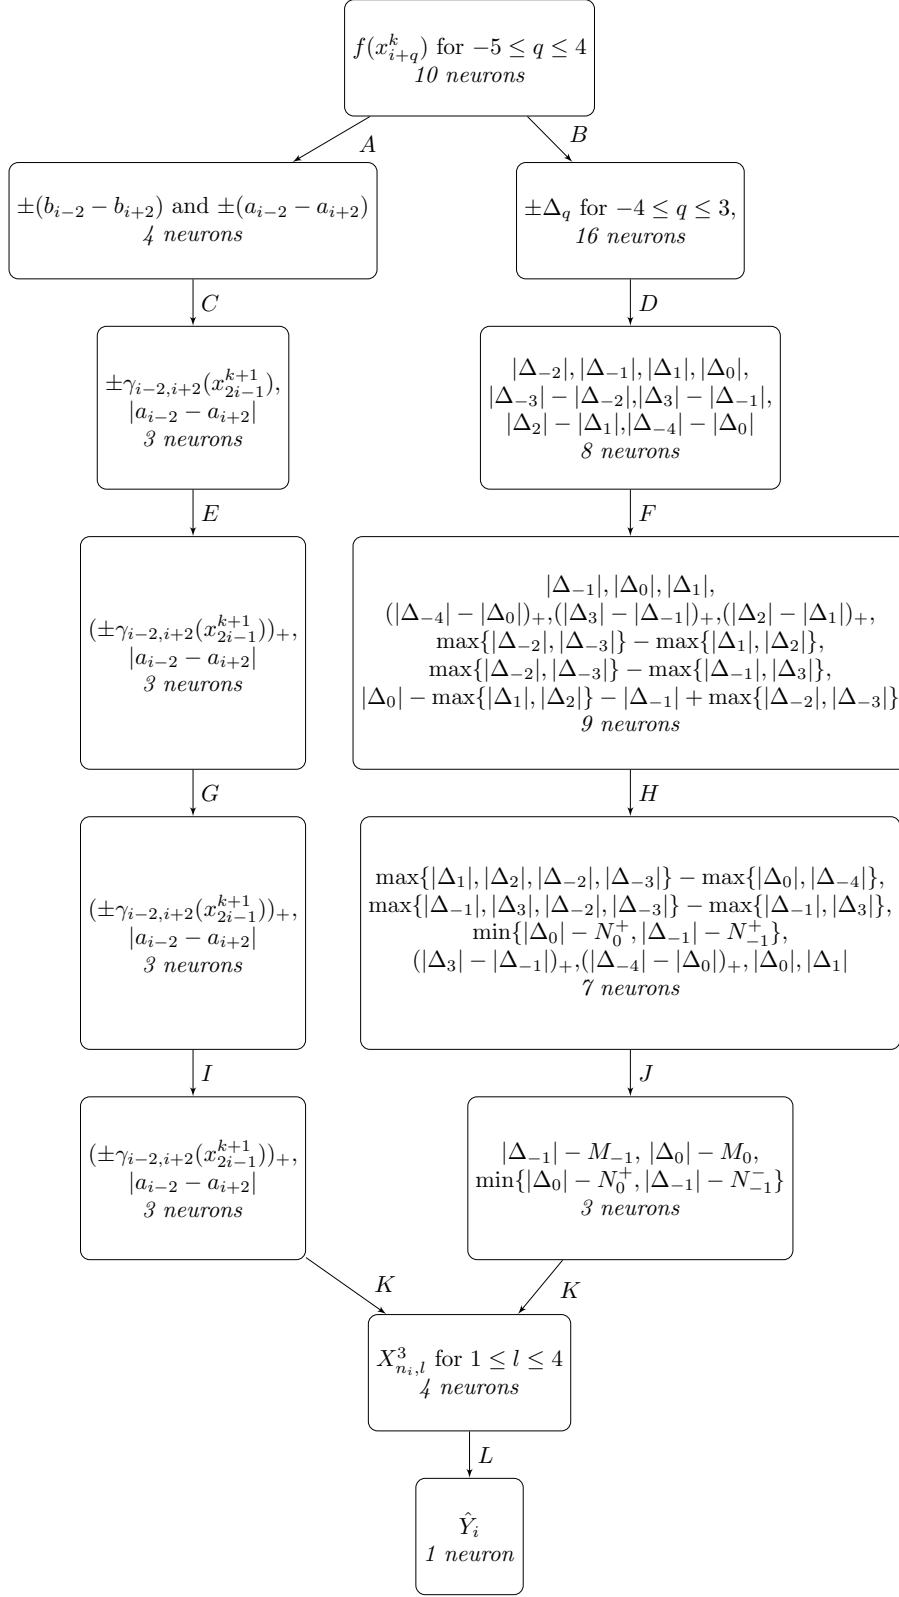 f(x^k_{i+q}) for −5 ≤ q ≤ 4
10 neurons
A
B
±(b_{i−2} − b_{i+2}) and ±(a_{i−2} − a_{i+2})
4 neurons
±Δ_q for −4 ≤ q ≤ 3,
16 neurons
C
D
±γ_{i−2,i+2}(x^{k+1}_{2i−1}),
|a_{i−2} − a_{i+2}|
3 neurons
|Δ_{−2}|, |Δ_{−1}|, |Δ_1|, |Δ_0|,
|Δ_{−3}| − |Δ_{−2}|,|Δ_3| − |Δ_{−1}|,
|Δ_2| − |Δ_1|,|Δ_{−4}| − |Δ_0|
8 neurons
E
F
(±γ_{i−2,i+2}(x^{k+1}_{2i−1}))_+,
|a_{i−2} − a_{i+2}|
3 neurons
|Δ_{−1}|, |Δ_0|, |Δ_1|,
(|Δ_{−4}| − |Δ_0|)_+,(|Δ_3| − |Δ_{−1}|)_+,(|Δ_2| − |Δ_1|)_+,
max{|Δ_{−2}|, |Δ_{−3}|} − max{|Δ_1|, |Δ_2|},
max{|Δ_{−2}|, |Δ_{−3}|} − max{|Δ_{−1}|, |Δ_3|},
|Δ_0| − max{|Δ_1|, |Δ_2|} − |Δ_{−1}| + max{|Δ_{−2}|, |Δ_{−3}|}
9 neurons
G
H
(±γ_{i−2,i+2}(x^{k+1}_{2i−1}))_+,
|a_{i−2} − a_{i+2}|
3 neurons
max{|Δ_1|, |Δ_2|, |Δ_{−2}|, |Δ_{−3}|} − max{|Δ_0|, |Δ_{−4}|},
max{|Δ_{−1}|, |Δ_3|, |Δ_{−2}|, |Δ_{−3}|} − max{|Δ_{−1}|, |Δ_3|},
min{|Δ_0| − N^+_0, |Δ_{−1}| − N^+_{−1}},
(|Δ_3| − |Δ_{−1}|)_+,(|Δ_{−4}| − |Δ_0|)_+, |Δ_0|, |Δ_1|
7 neurons
I
J
(±γ_{i−2,i+2}(x^{k+1}_{2i−1}))_+,
|a_{i−2} − a_{i+2}|
3 neurons
|Δ_{−1}| − M_{−1}, |Δ_0| − M_0,
min{|Δ_0| − N^+_0, |Δ_{−1}| − N^−_{−1}}
3 neurons
K
K
X^3_{n_i,l} for 1 ≤ l ≤ 4
4 neurons
L
Ŷ_i
1 neuron